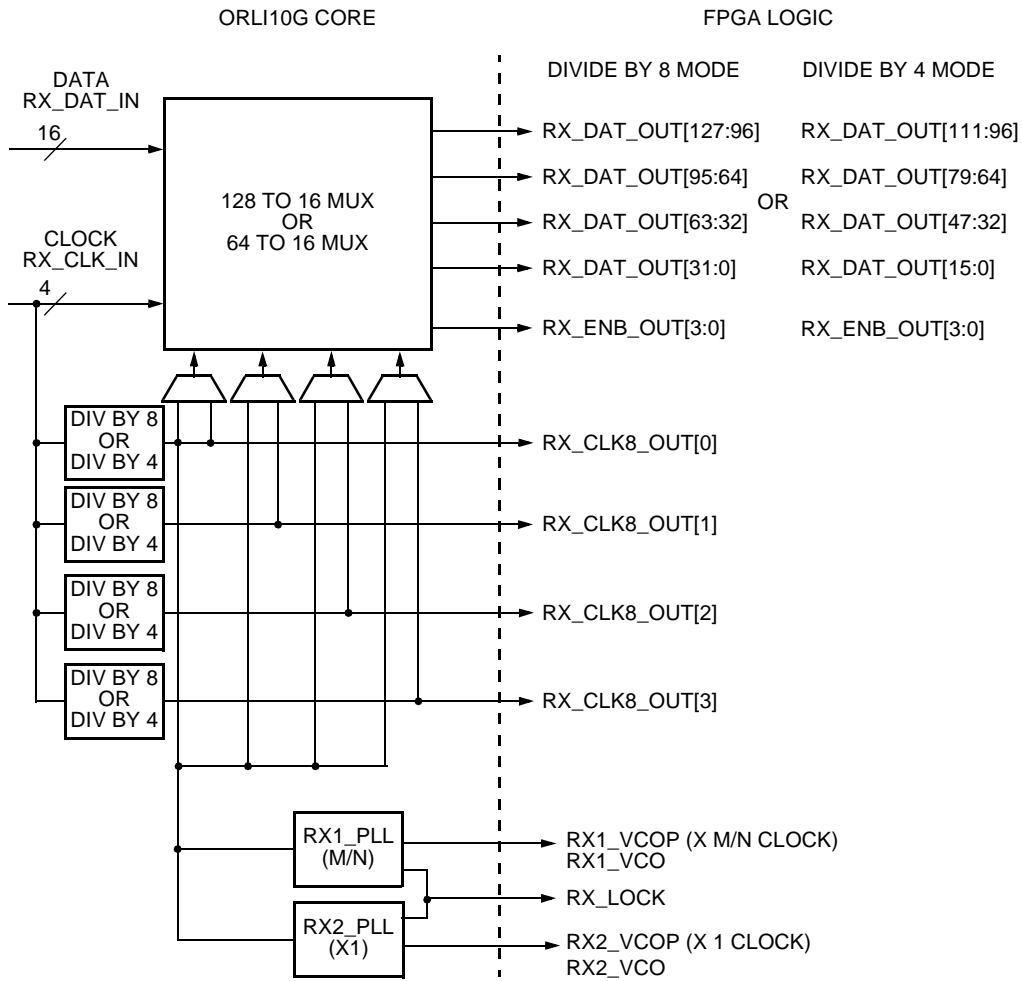 ORLI10G CORE
FPGA LOGIC
DIVIDE BY 8 MODE
DIVIDE BY 4 MODE
DATA
RX_DAT_IN
16
RX_DAT_OUT[127:96]
RX_DAT_OUT[111:96]
RX_DAT_OUT[95:64]
RX_DAT_OUT[79:64]
128 TO 16 MUX
OR
64 TO 16 MUX
OR
RX_DAT_OUT[63:32]
RX_DAT_OUT[47:32]
CLOCK
RX_CLK_IN
4
RX_DAT_OUT[31:0]
RX_DAT_OUT[15:0]
RX_ENB_OUT[3:0]
RX_ENB_OUT[3:0]
DIV BY 8
OR
DIV BY 4
RX_CLK8_OUT[0]
DIV BY 8
OR
DIV BY 4
RX_CLK8_OUT[1]
DIV BY 8
OR
DIV BY 4
RX_CLK8_OUT[2]
DIV BY 8
OR
DIV BY 4
RX_CLK8_OUT[3]
RX1_PLL
(M/N)
RX1_VCOP (X M/N CLOCK)
RX1_VCO
RX_LOCK
RX2_PLL
(X1)
RX2_VCOP (X 1 CLOCK)
RX2_VCO